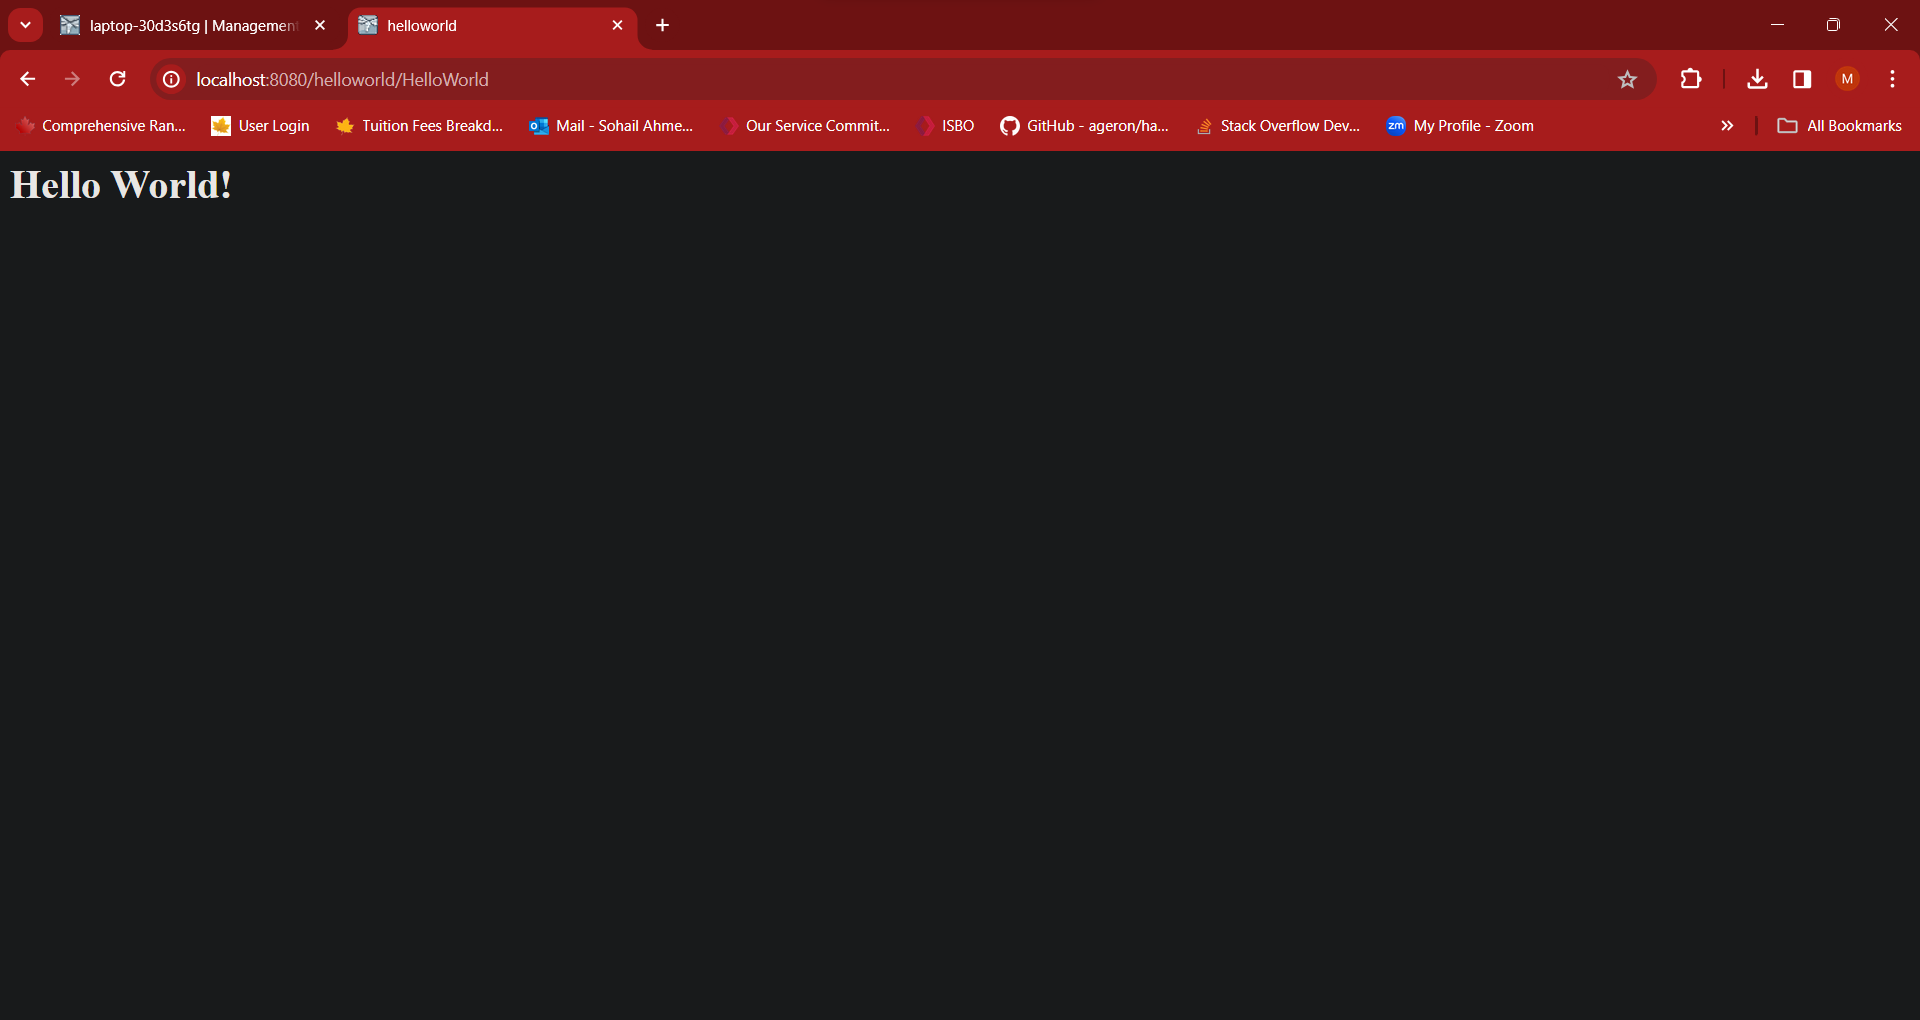 laptop-30d3s6tg | Management
helloworld
localhost:8080/helloworld/HelloWorld
M
Comprehensive Ran...
User Login
Tuition Fees Breakd...
Mail - Sohail Ahme...
Our Service Commit...
ISBO
GitHub - ageron/ha...
Stack Overflow Dev...
zm
My Profile - Zoom
All Bookmarks
Hello World!